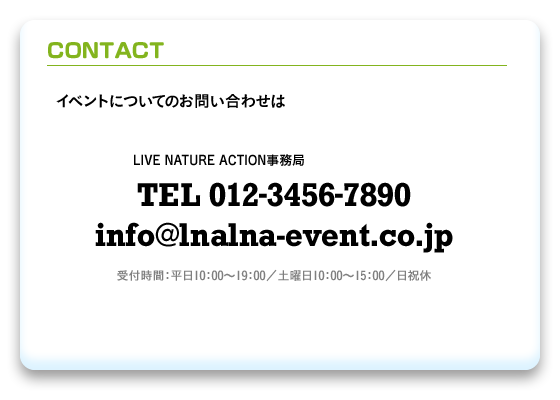 CONTACT
イベントについてのお問い合わせは
LIVE NATURE ACTION事務局
TEL 012-3456-7890
info@lnalna-event.co.jp
受付時間：平日10：00〜19：00／土曜日10：00〜15：00／日祝休